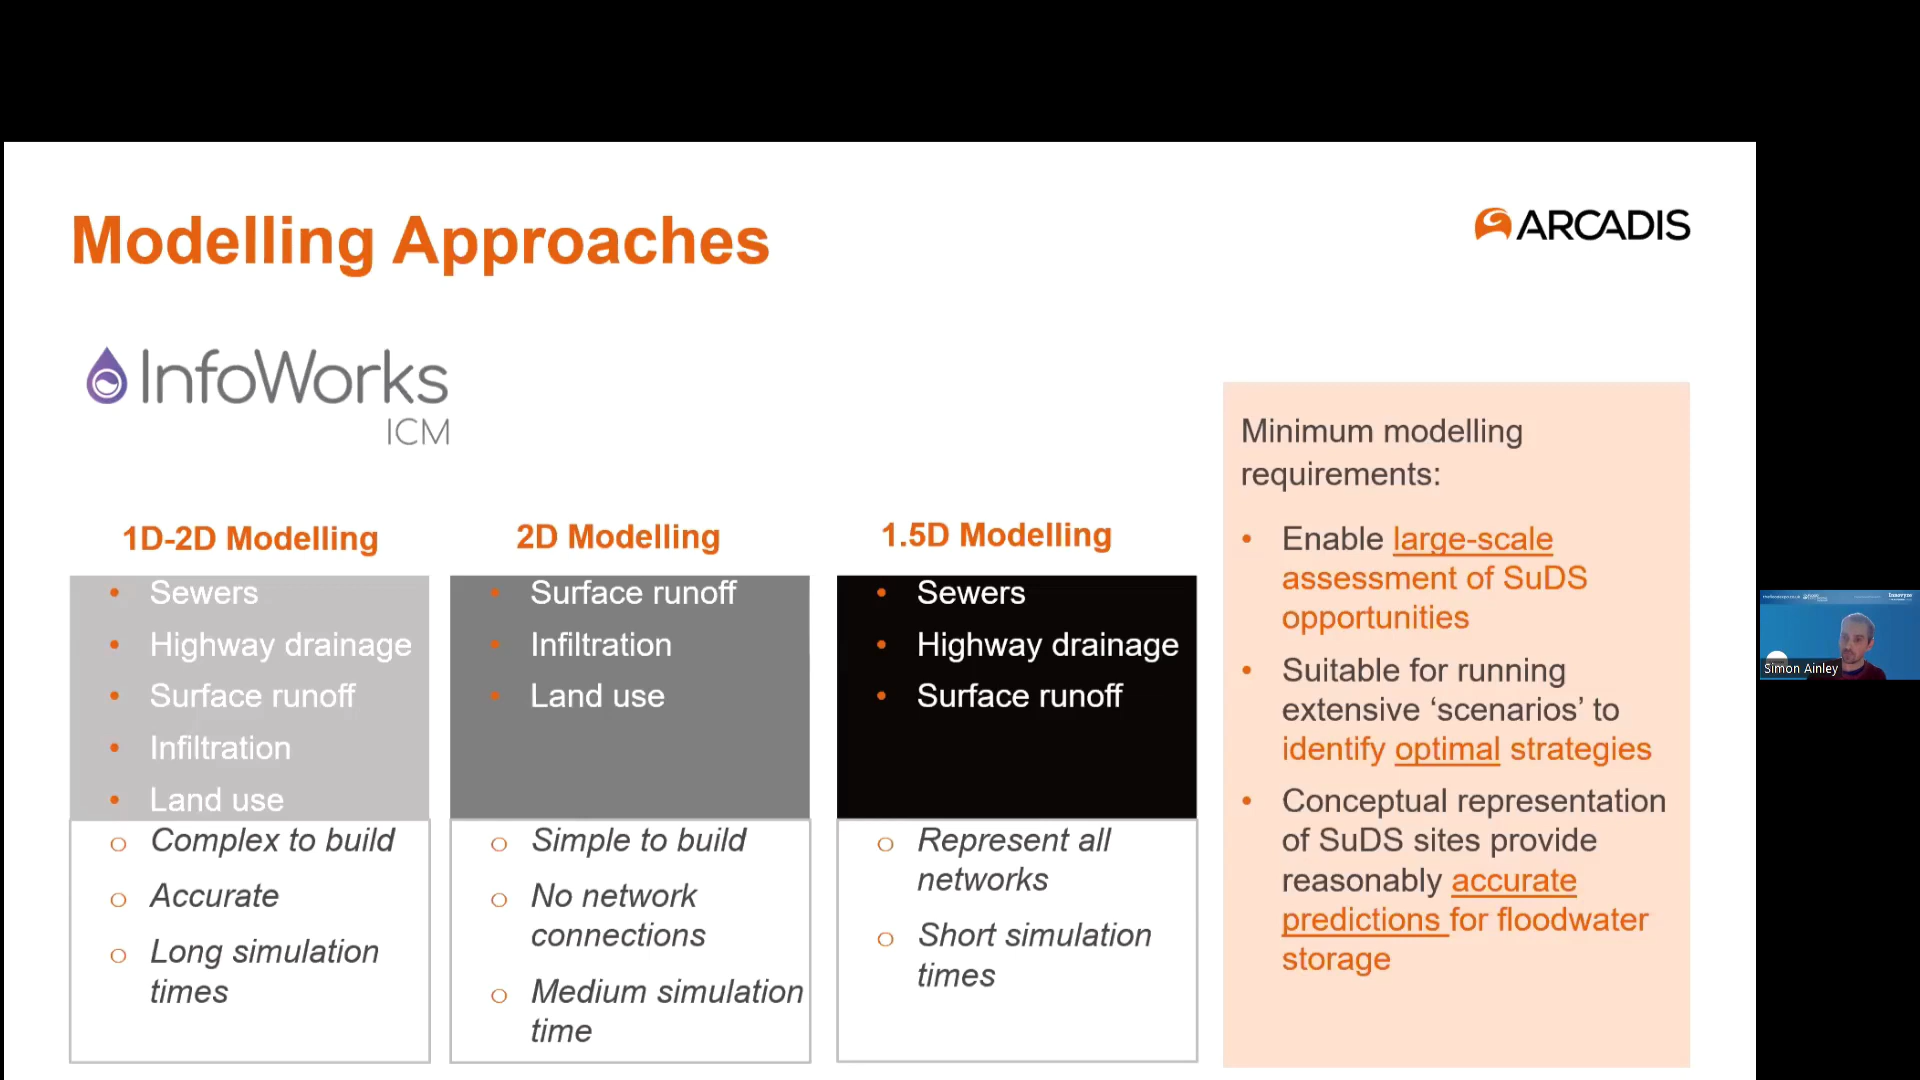 Modelling Approaches
ARCADIS
InfoWorks
ICM
1D-2D Modelling
• Sewers
• Highway drainage
• Surface runoff
• Infiltration
• Land use
o Complex to build
o Accurate
o Long simulation
times
2D Modelling
• Surface runoff
• Infiltration
• Land use
o Simple to build
o No network
connections
o Medium simulation
time
1.5D Modelling
• Sewers
• Highway drainage
• Surface runoff
o Represent all
networks
o Short simulation
times
Minimum modelling
requirements:
• Enable large-scale
assessment of SuDS
opportunities
• Suitable for running
extensive ‘scenarios’ to
identify optimal strategies
• Conceptual representation
of SuDS sites provide
reasonably accurate
predictions for floodwater
storage
Simon Ainley